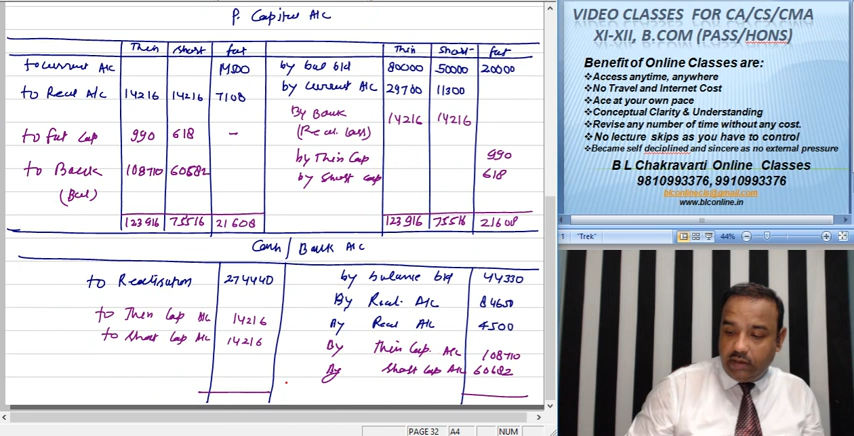 P. Capital A/c
Thin Short fat Thin Short fat
to current A/c by bal b/d 80000 50000 20000
to Real A/c 14216 14216 7108 by current A/c 29700 11300
By Bank 14216 14216
(Real. loss)
to fat Cap 990 618 -
by Thin Cap 990
to Bank 108710 60682 by Short Cap 618
(Bal)
123916 75516 21608 123916 75516 21608
Cash / Bank A/c
to Realisation 274440 by balance b/d 44330
By Real. A/c 84650
to Thin Cap A/c 14216 By Real A/c 4500
to Short Cap A/c 14216
By Thin Cap. A/c 108710
By Short Cap A/c 60682
PAGE 32 A4 NUM
VIDEO CLASSES FOR CA/CS/CMA
XI-XII, B.COM (PASS/HONS)
Benefit of Online Classes are:
❖Access anytime, anywhere
❖No Travel and Internet Cost
❖Ace at your own pace
❖Conceptual Clarity & Understanding
❖Revise any number of time without any cost.
❖No lecture skips as you have to control
❖Became self deciplined and sincere as no external pressure
B L Chakravarti Online Classes
9810993376, 9910993376
blconlinecls@gmail.com
www.blconline.in
1 "Trek" 44%